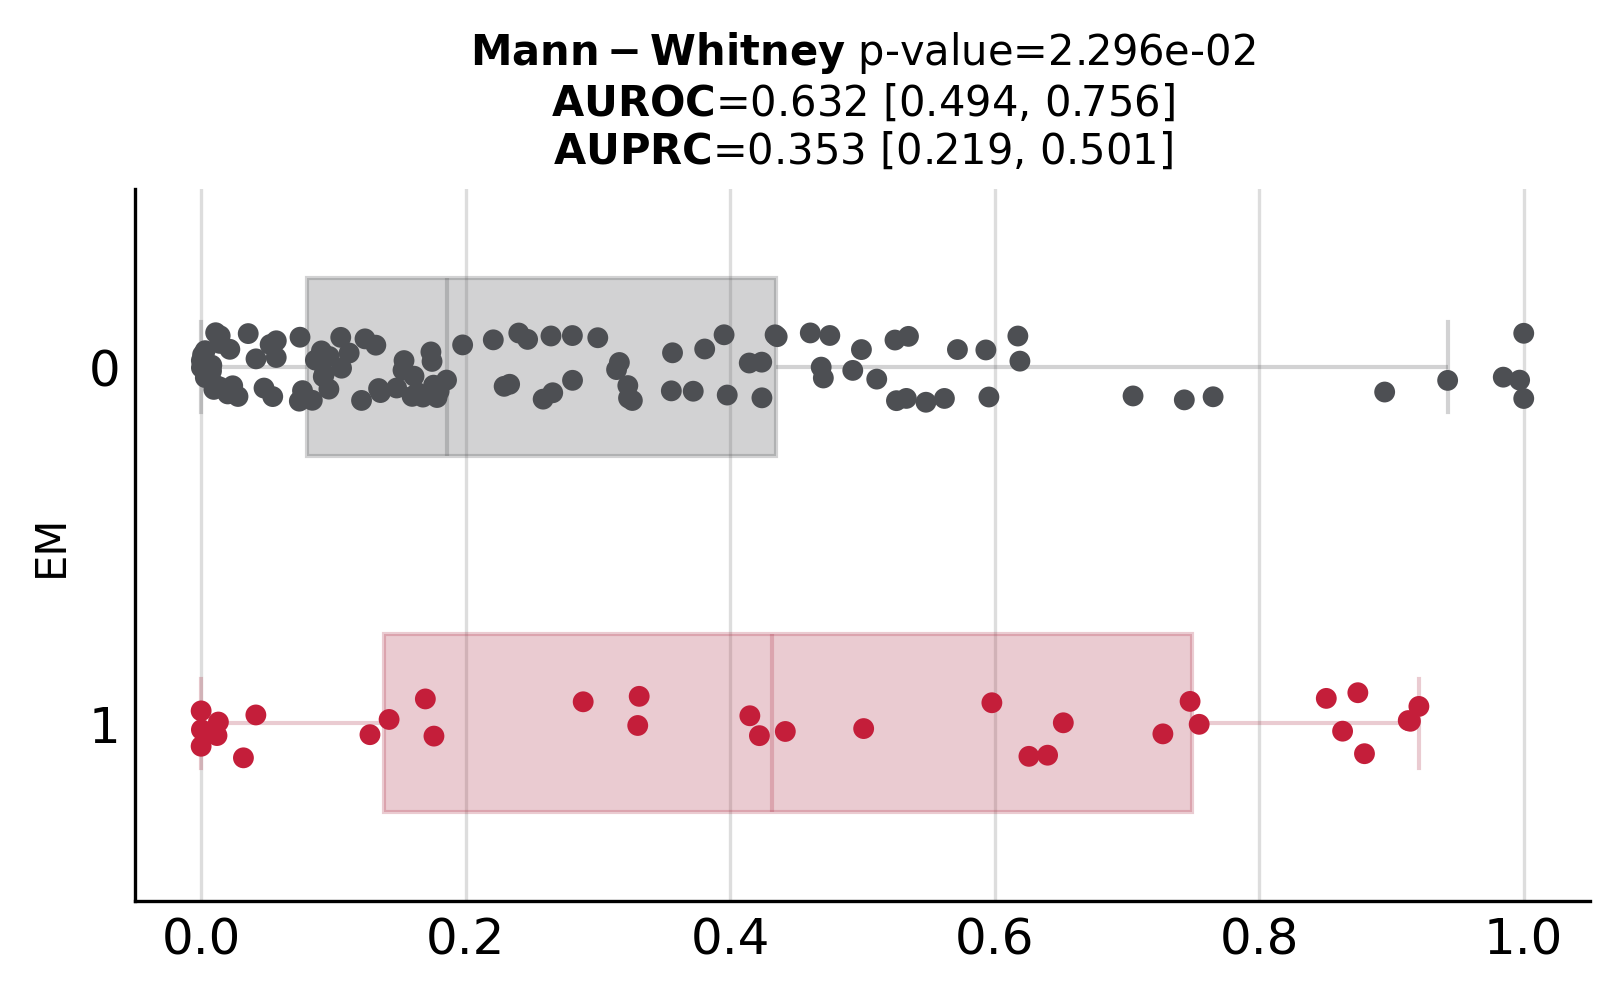 Mann − Whitney p-value=2.296e-02
AUROC=0.632 [0.494, 0.756]
AUPRC=0.353 [0.219, 0.501]
0
EM
1
0.0 0.2 0.4 0.6 0.8 1.0